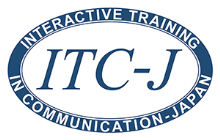 INTERACTIVE TRAINING
ITC-J
IN COMMUNICATION-JAPAN